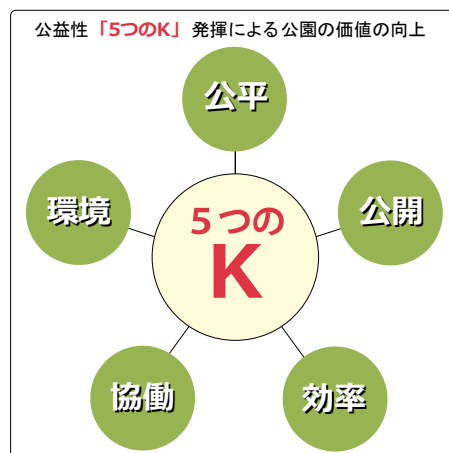 公益性「5つのK」発揮による公園の価値の向上
公平
環境
公開
5つの
K
協働
効率